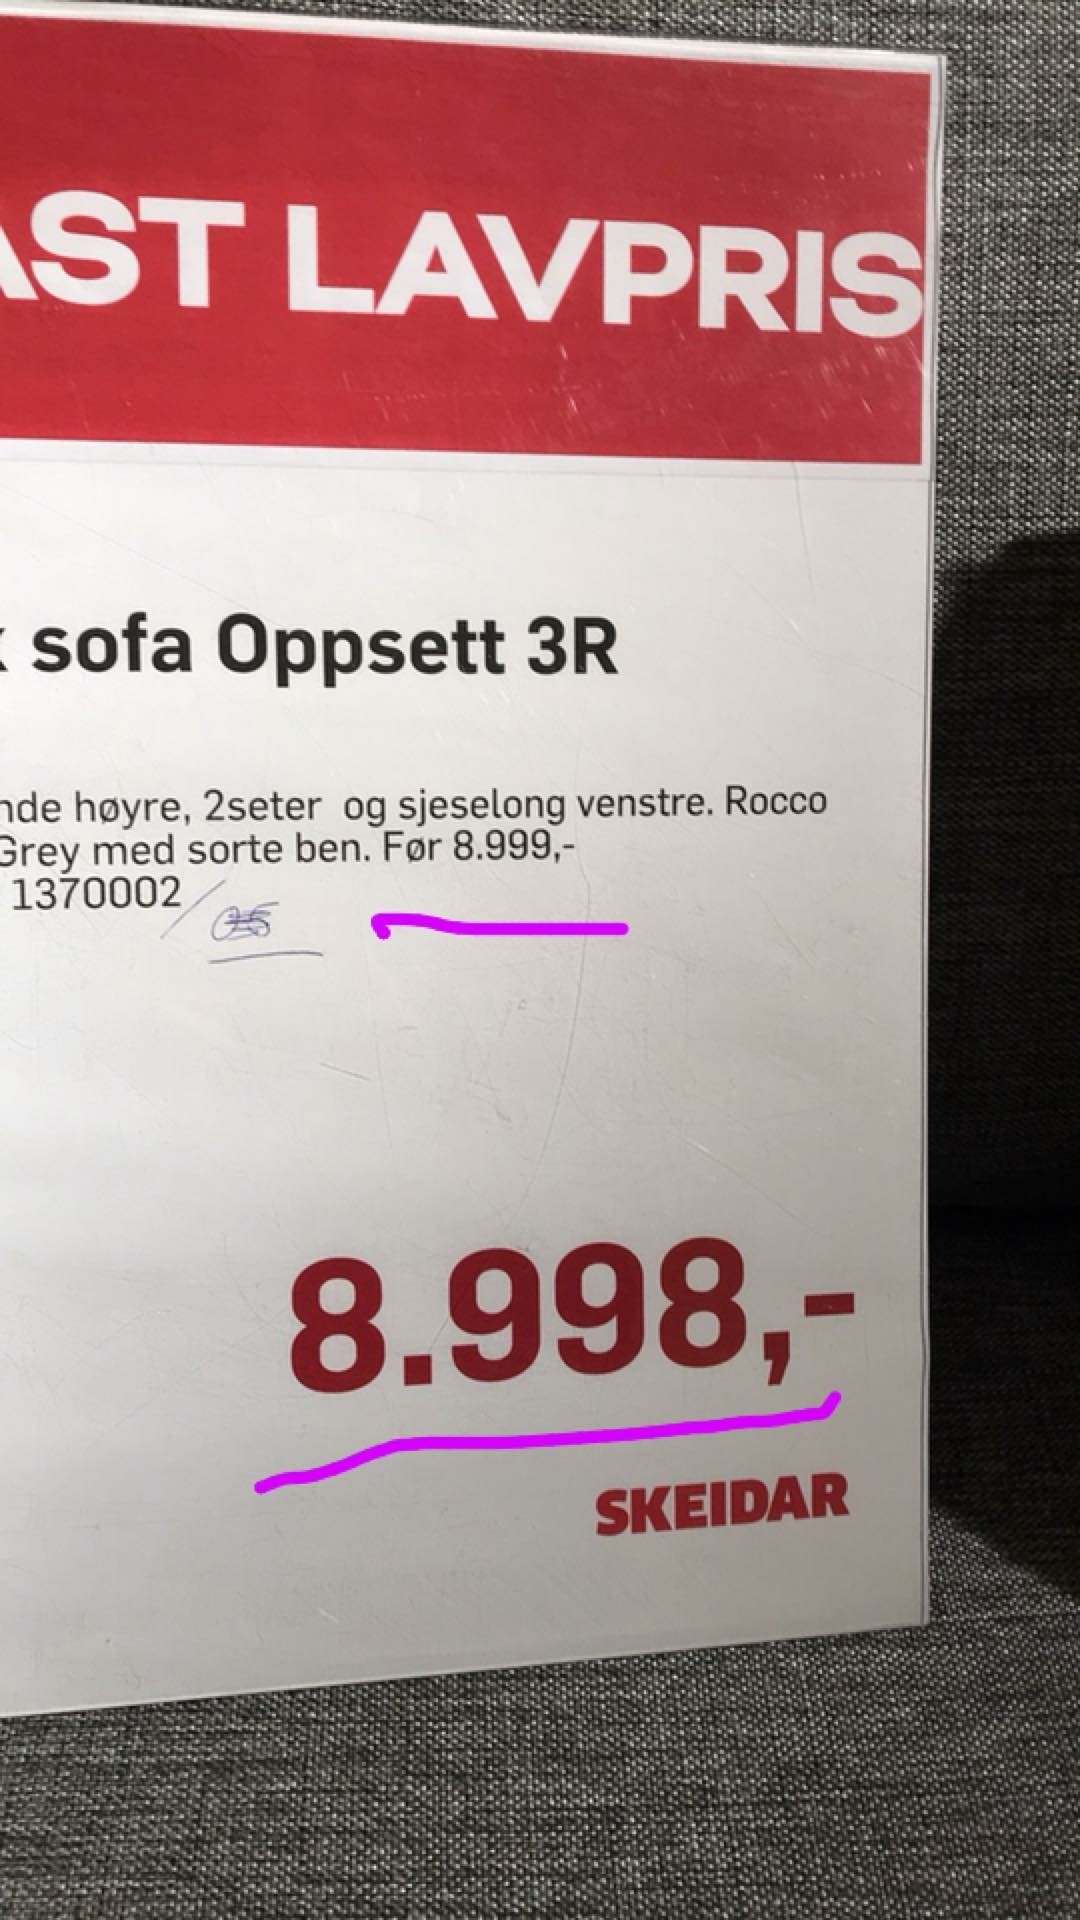 AST LAVPRIS
sofa Oppsett 3R
nde høyre, 2seter og sjeselong venstre. Rocco
Grey med sorte ben. Før 8.999,-
1370002
8.998,-
SKEIDAR